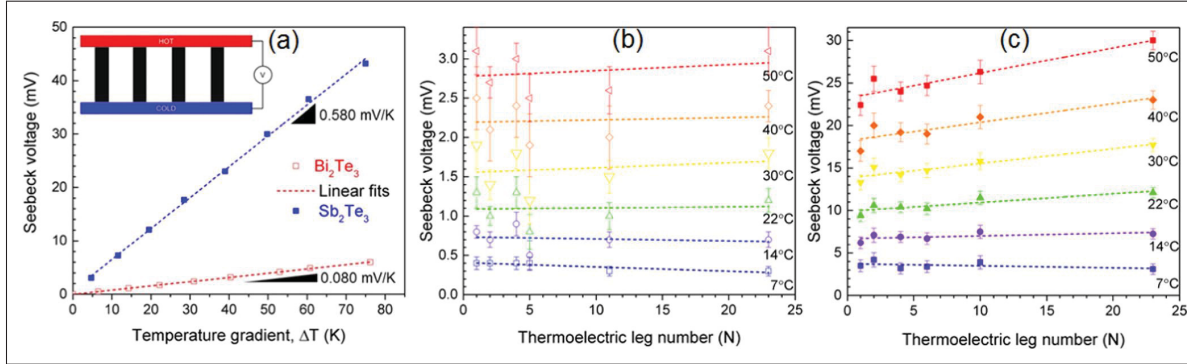 (a)
HOT
V
COLD
0.580 mV/K
Bi₂Te₃
Linear fits
Sb₂Te₃
0.080 mV/K
Seebeck voltage (mV)
50
40
30
20
10
0
0 10 20 30 40 50 60 70 80
Temperature gradient, ΔT (K)
(b)
Seebeck voltage (mV)
3.0
2.5
2.0
1.5
1.0
0.5
0.0
50°C
40°C
30°C
22°C
14°C
7°C
0 5 10 15 20 25
Thermoelectric leg number (N)
(c)
Seebeck voltage (mV)
30
25
20
15
10
5
0
50°C
40°C
30°C
22°C
14°C
7°C
0 5 10 15 20 25
Thermoelectric leg number (N)